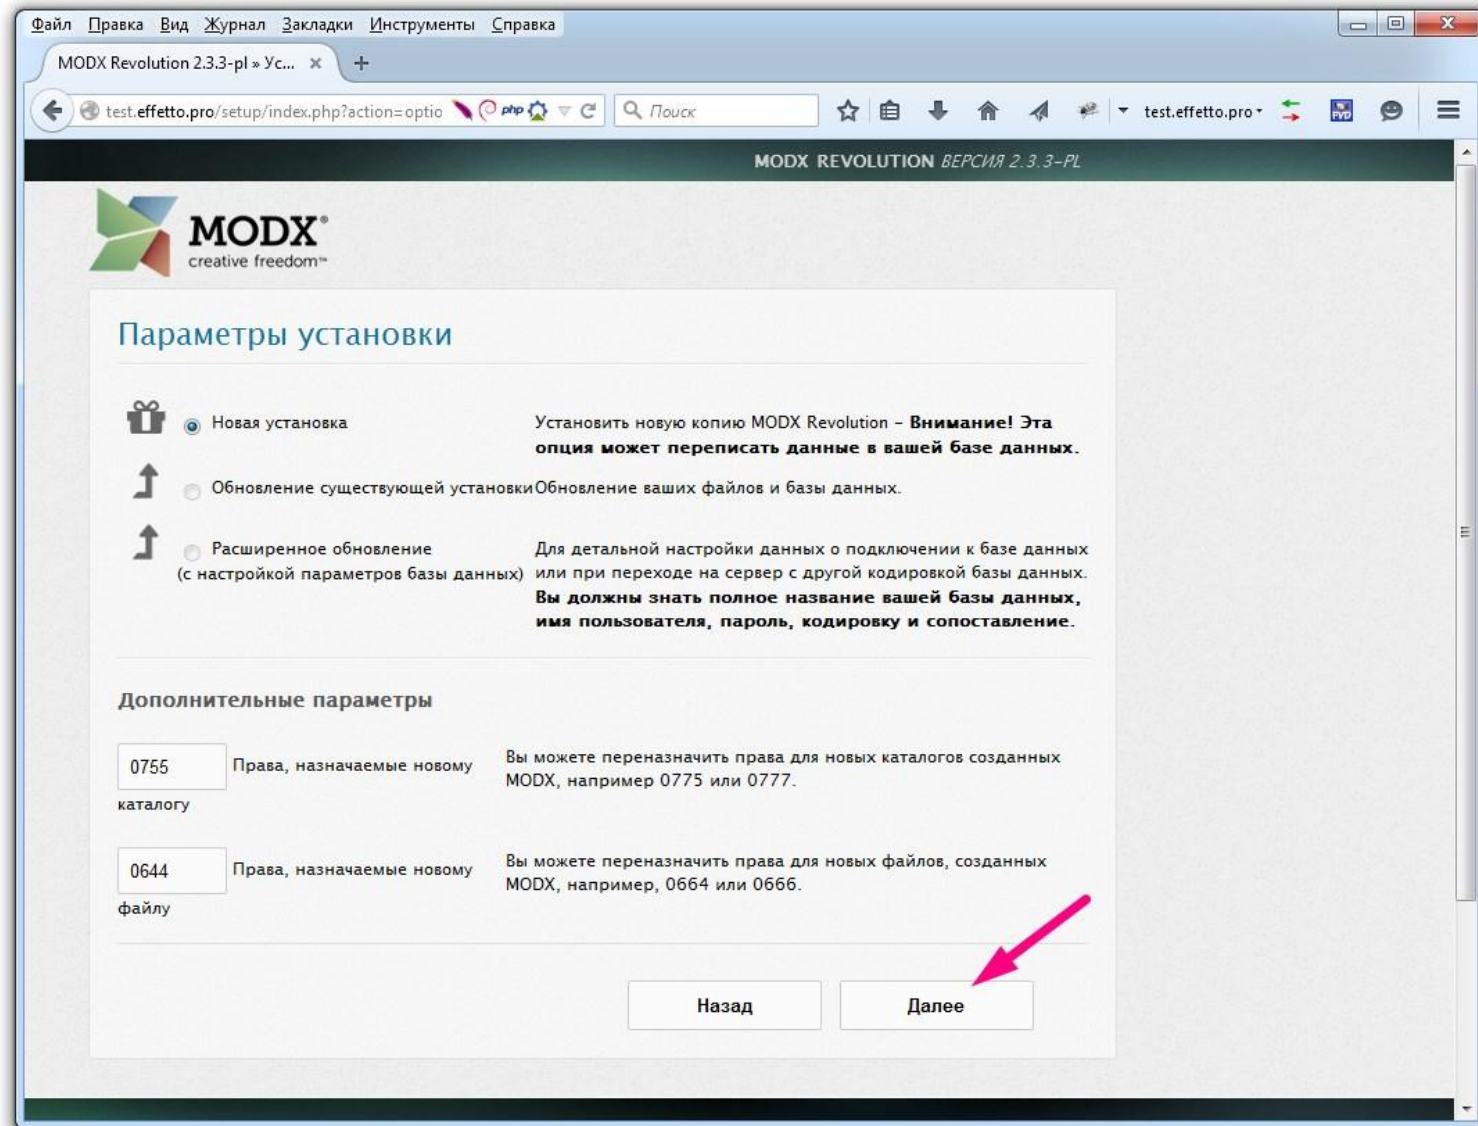 Файл Правка Вид Журнал Закладки Инструменты Справка
MODX Revolution 2.3.3-pl » Ус... × +
test.effetto.pro/setup/index.php?action=optio php Поиск test.effetto.pro PVD
MODX REVOLUTION ВЕРСИЯ 2.3.3-PL
MODX®
creative freedom™
Параметры установки
Новая установка
Установить новую копию MODX Revolution – Внимание! Эта
опция может переписать данные в вашей базе данных.
Обновление существующей установки Обновление ваших файлов и базы данных.
Расширенное обновление
(с настройкой параметров базы данных)
Для детальной настройки данных о подключении к базе данных
или при переходе на сервер с другой кодировкой базы данных.
Вы должны знать полное название вашей базы данных,
имя пользователя, пароль, кодировку и сопоставление.
Дополнительные параметры
0755 Права, назначаемые новому
каталогу
Вы можете переназначить права для новых каталогов созданных
MODX, например 0775 или 0777.
0644 Права, назначаемые новому
файлу
Вы можете переназначить права для новых файлов, созданных
MODX, например, 0664 или 0666.
Назад Далее